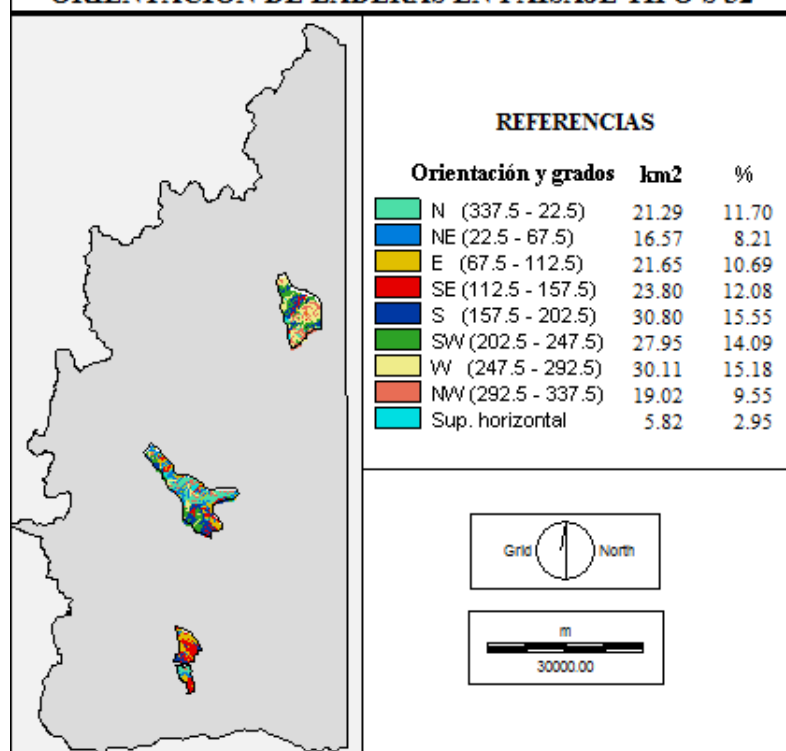 REFERENCIAS
Orientación y grados km2 %
N (337.5 - 22.5) 21.29 11.70
NE (22.5 - 67.5) 16.57 8.21
E (67.5 - 112.5) 21.65 10.69
SE (112.5 - 157.5) 23.80 12.08
S (157.5 - 202.5) 30.80 15.55
SW (202.5 - 247.5) 27.95 14.09
W (247.5 - 292.5) 30.11 15.18
NW (292.5 - 337.5) 19.02 9.55
Sup. horizontal 5.82 2.95
Grid North
m
30000.00